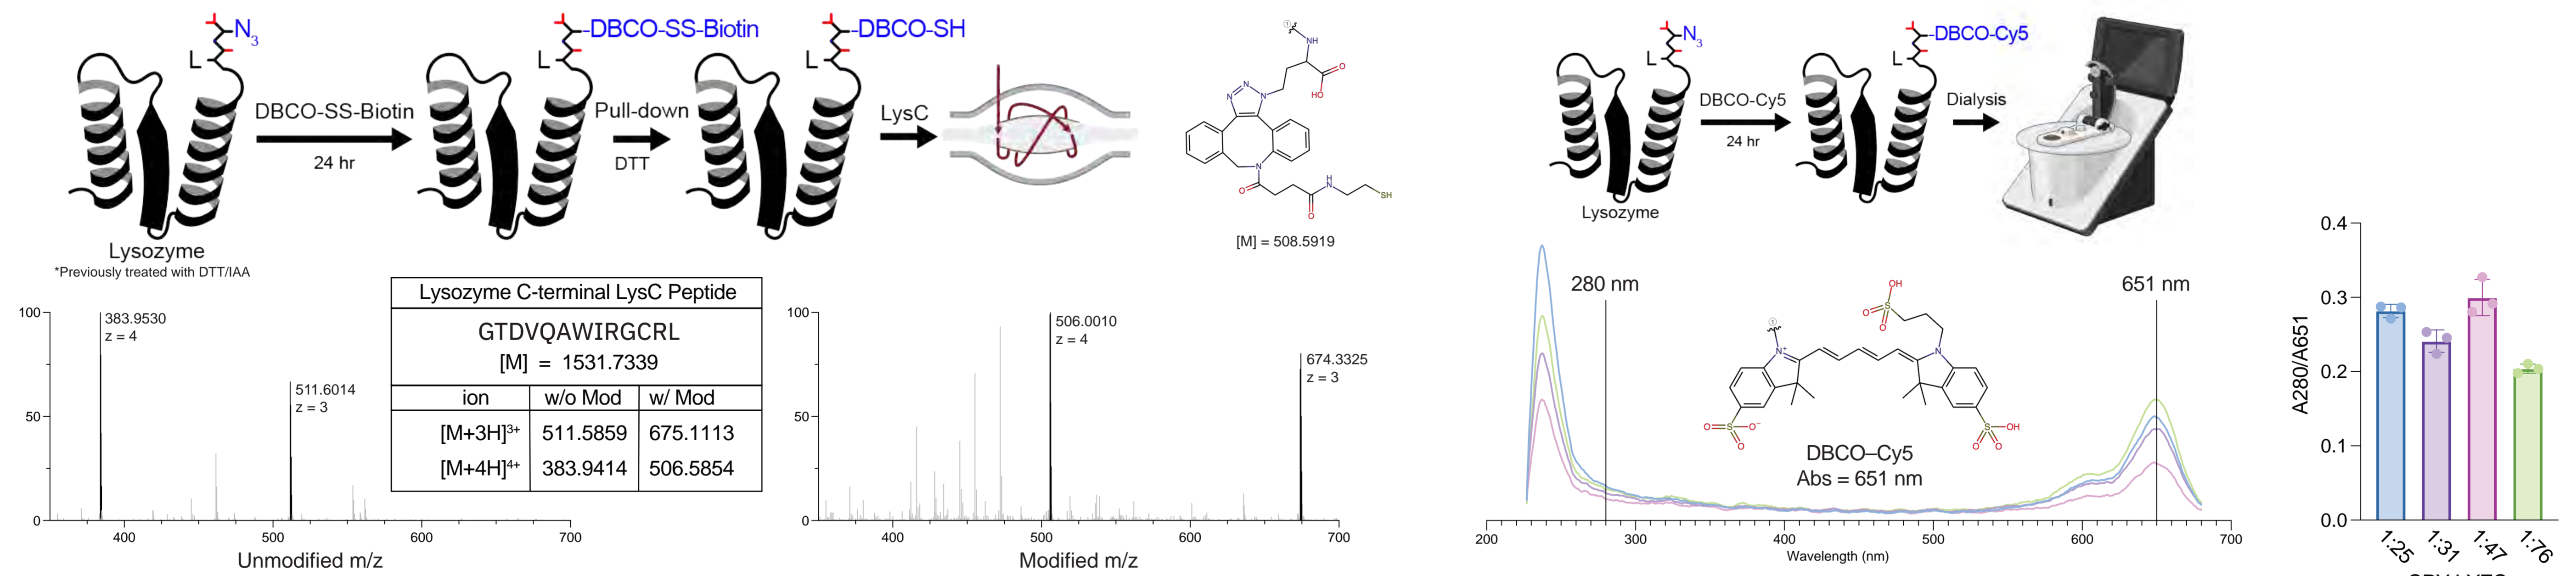 N3
L
DBCO-SS-Biotin
24 hr
Lysozyme
*Previously treated with DTT/IAA
-DBCO-SS-Biotin
L
Pull-down
DTT
-DBCO-SH
L
LysC
①
NH
O
HO
N
N
N
N
O
H
N
O
SH
[M] = 508.5919
Lysozyme C-terminal LysC Peptide
GTDVQAWIRGCRL
[M] = 1531.7339
ion w/o Mod w/ Mod
[M+3H]3+ 511.5859 675.1113
[M+4H]4+ 383.9414 506.5854
100
50
0
383.9530
z = 4
511.6014
z = 3
400 500 600 700
Unmodified m/z
100
50
0
506.0010
z = 4
674.3325
z = 3
400 500 600 700
Modified m/z
N3
L
DBCO-Cy5
24 hr
Lysozyme
-DBCO-Cy5
L
Dialysis
280 nm
651 nm
①
N+
N
O
S
OH
O
O
S
O-
O
S
OH
O O
DBCO–Cy5
Abs = 651 nm
200 300 400 500 600 700
Wavelength (nm)
0.4
0.3
0.2
0.1
0.0
A280/A651
1:25 1:31 1:47 1:76